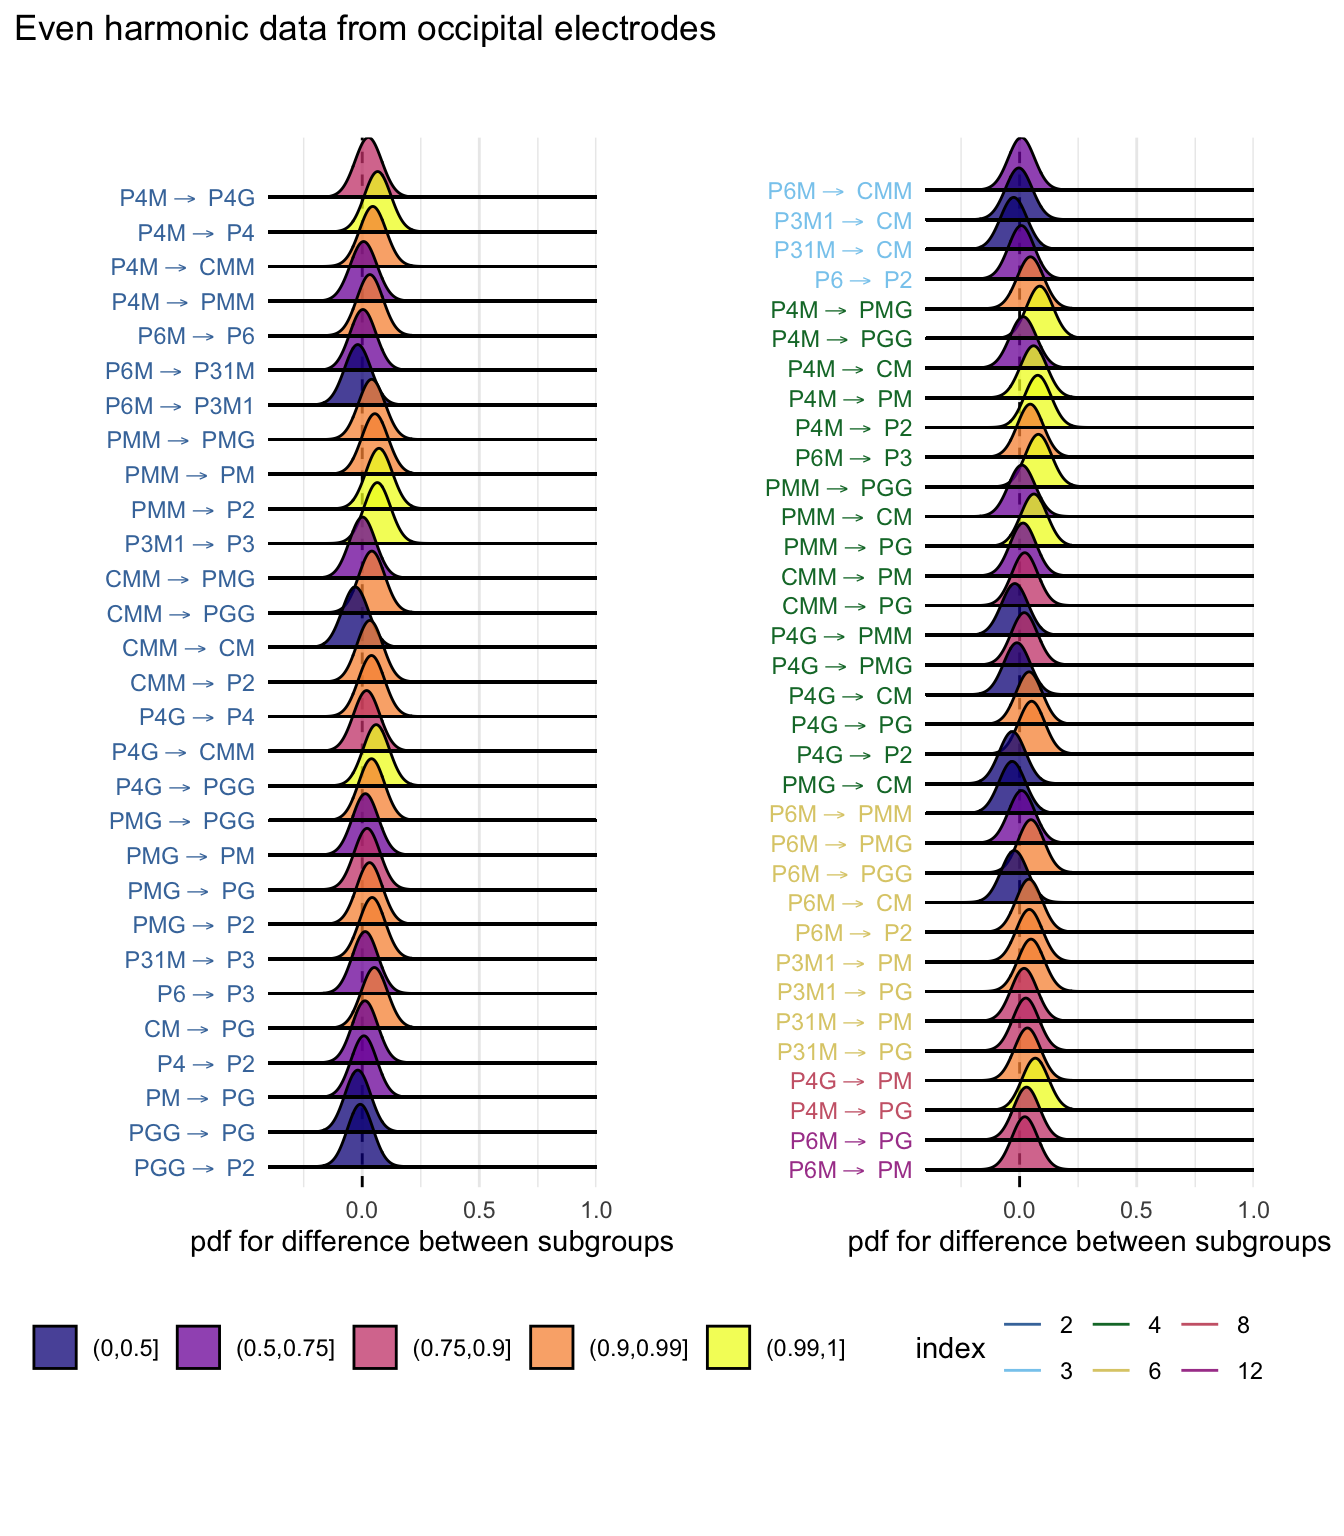 Even harmonic data from occipital electrodes
P4M → P4G
P4M → P4
P4M → CMM
P4M → PMM
P6M → P6
P6M → P31M
P6M → P3M1
PMM → PMG
PMM → PM
PMM → P2
P3M1 → P3
CMM → PMG
CMM → PGG
CMM → CM
CMM → P2
P4G → P4
P4G → CMM
P4G → PGG
PMG → PGG
PMG → PM
PMG → PG
PMG → P2
P31M → P3
P6 → P3
CM → PG
P4 → P2
PM → PG
PGG → PG
PGG → P2
0.0 0.5 1.0
pdf for difference between subgroups
P6M → CMM
P3M1 → CM
P31M → CM
P6 → P2
P4M → PMG
P4M → PGG
P4M → CM
P4M → PM
P4M → P2
P6M → P3
PMM → PGG
PMM → CM
PMM → PG
CMM → PM
CMM → PG
P4G → PMM
P4G → PMG
P4G → CM
P4G → PG
P4G → P2
PMG → CM
P6M → PMM
P6M → PMG
P6M → PGG
P6M → CM
P6M → P2
P3M1 → PM
P3M1 → PG
P31M → PM
P31M → PG
P4G → PM
P4M → PG
P6M → PG
P6M → PM
0.0 0.5 1.0
pdf for difference between subgroups
(0,0.5] (0.5,0.75] (0.75,0.9] (0.9,0.99] (0.99,1]
index
2 4 8
3 6 12